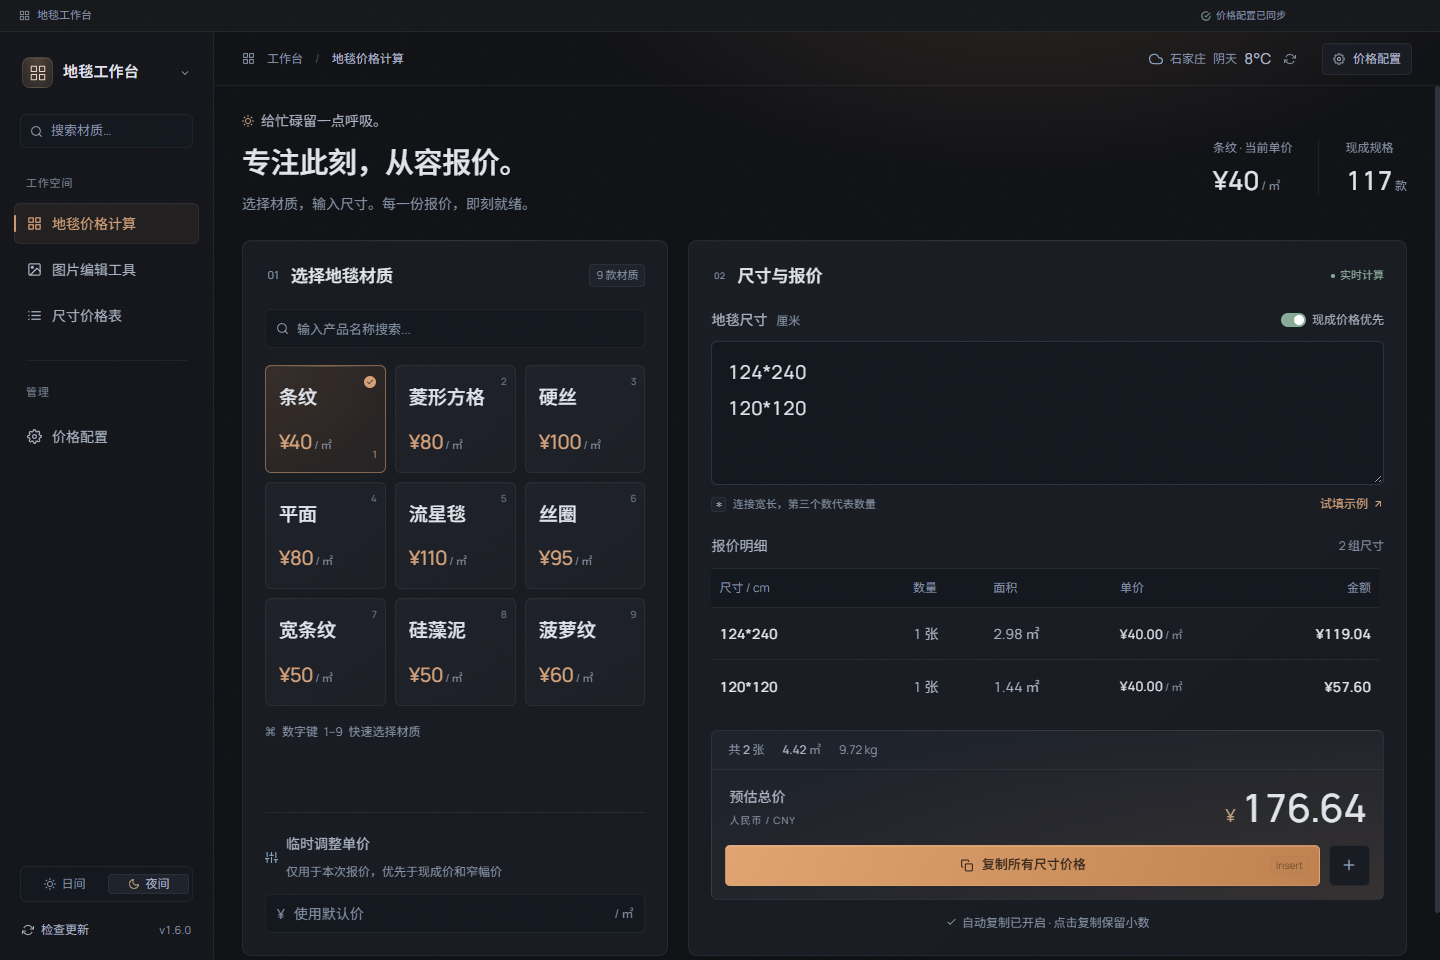 地毯工作台
价格配置已同步
地毯工作台
搜索材质...
工作空间
地毯价格计算
图片编辑工具
尺寸价格表
管理
价格配置
日间
夜间
检查更新
v1.6.0
工作台 / 地毯价格计算
石家庄 阴天 8°C
价格配置
给忙碌留一点呼吸。
专注此刻，从容报价。
选择材质，输入尺寸。每一份报价，即刻就绪。
条纹 · 当前单价
¥40 / ㎡
现成规格
117 款
01 选择地毯材质
9 款材质
输入产品名称搜索...
条纹
¥40 / ㎡
1
菱形方格
2
¥80 / ㎡
硬丝
3
¥100 / ㎡
平面
4
¥80 / ㎡
流星毯
5
¥110 / ㎡
丝圈
6
¥95 / ㎡
宽条纹
7
¥50 / ㎡
硅藻泥
8
¥50 / ㎡
菠萝纹
9
¥60 / ㎡
⌘ 数字键 1–9 快速选择材质
临时调整单价
仅用于本次报价，优先于现成价和窄幅价
¥ 使用默认价 / ㎡
02 尺寸与报价
实时计算
地毯尺寸 厘米
现成价格优先
124*240
120*120
* 连接宽长，第三个数代表数量
试填示例
报价明细
2 组尺寸
尺寸 / cm 数量 面积 单价 金额
124*240 1 张 2.98 ㎡ ¥40.00 / ㎡ ¥119.04
120*120 1 张 1.44 ㎡ ¥40.00 / ㎡ ¥57.60
共 2 张 4.42 ㎡ 9.72 kg
预估总价
人民币 / CNY
¥ 176.64
复制所有尺寸价格 Insert
自动复制已开启 · 点击复制保留小数